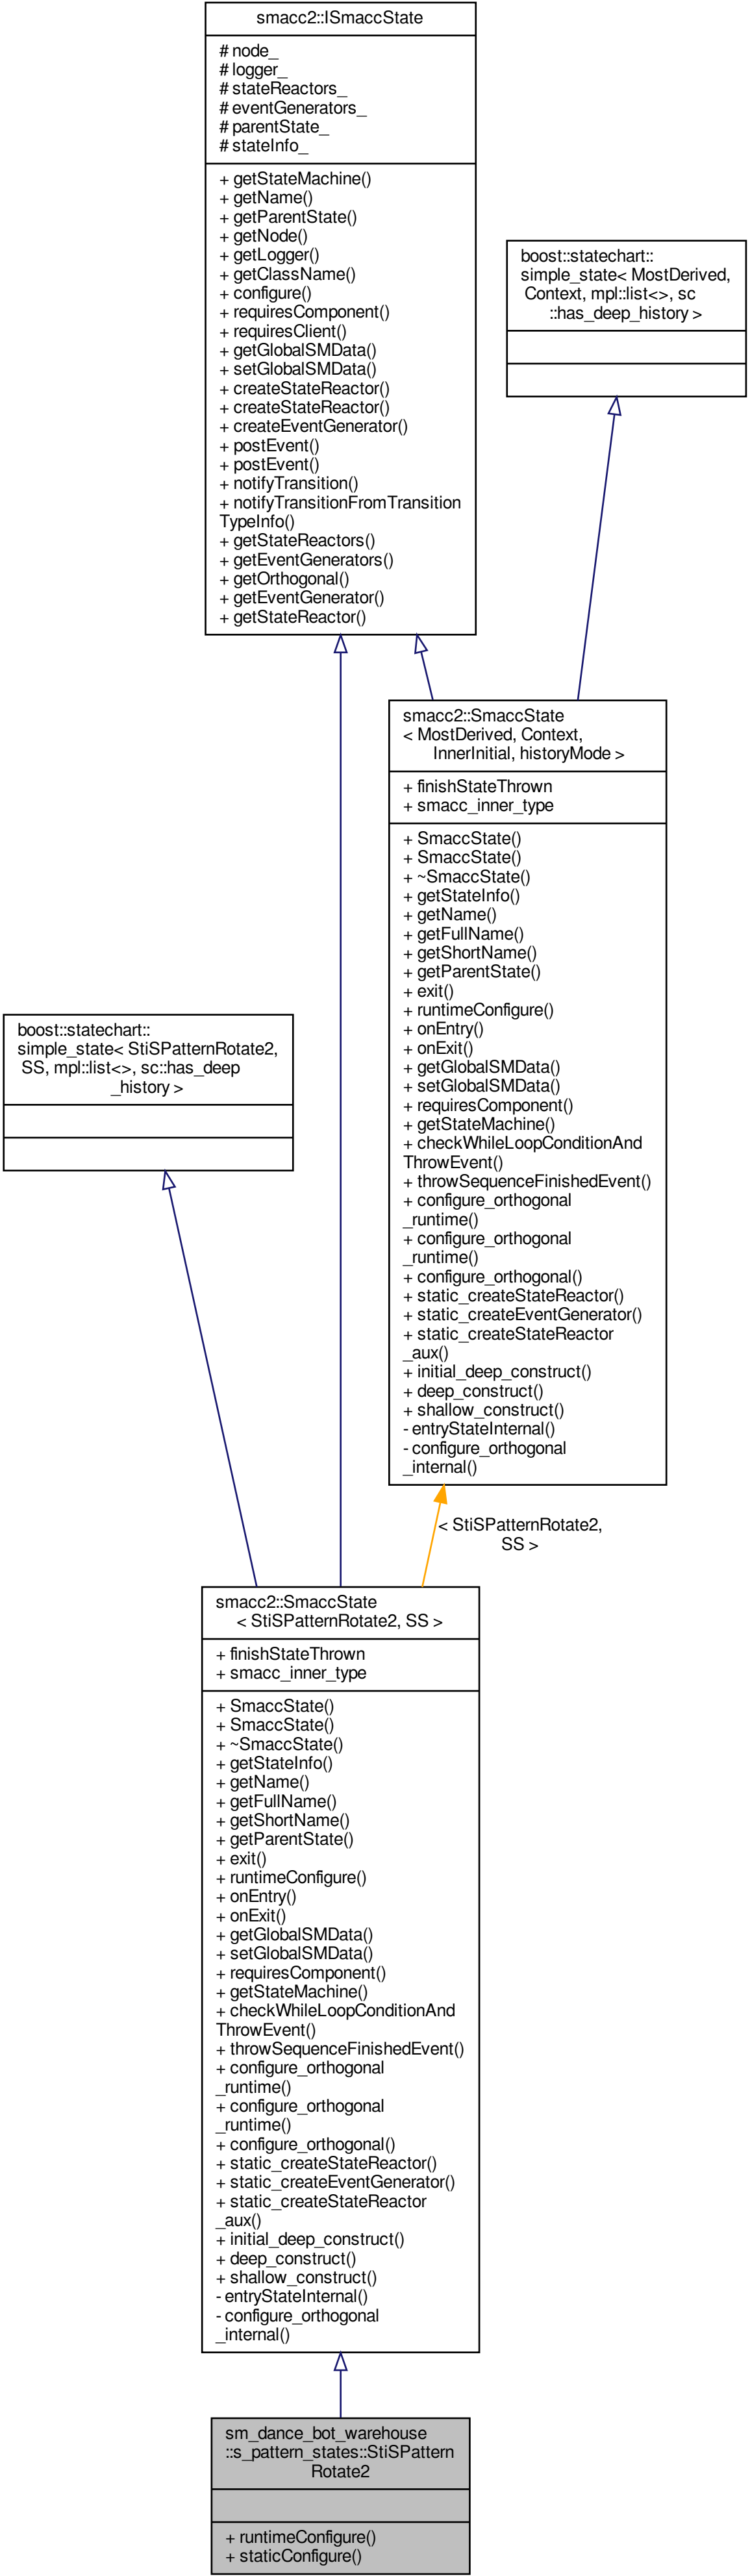 smacc2::ISmaccState
# node_
# logger_
# stateReactors_
# eventGenerators_
# parentState_
# stateInfo_
+ getStateMachine()
+ getName()
+ getParentState()
+ getNode()
+ getLogger()
+ getClassName()
+ configure()
+ requiresComponent()
+ requiresClient()
+ getGlobalSMData()
+ setGlobalSMData()
+ createStateReactor()
+ createStateReactor()
+ createEventGenerator()
+ postEvent()
+ postEvent()
+ notifyTransition()
+ notifyTransitionFromTransition
TypeInfo()
+ getStateReactors()
+ getEventGenerators()
+ getOrthogonal()
+ getEventGenerator()
+ getStateReactor()
boost::statechart::
simple_state< MostDerived,
Context, mpl::list<>, sc
::has_deep_history >
smacc2::SmaccState
< MostDerived, Context,
InnerInitial, historyMode >
+ finishStateThrown
+ smacc_inner_type
+ SmaccState()
+ SmaccState()
+ ~SmaccState()
+ getStateInfo()
+ getName()
+ getFullName()
+ getShortName()
+ getParentState()
+ exit()
+ runtimeConfigure()
+ onEntry()
+ onExit()
+ getGlobalSMData()
+ setGlobalSMData()
+ requiresComponent()
+ getStateMachine()
+ checkWhileLoopConditionAnd
ThrowEvent()
+ throwSequenceFinishedEvent()
+ configure_orthogonal
_runtime()
+ configure_orthogonal
_runtime()
+ configure_orthogonal()
+ static_createStateReactor()
+ static_createEventGenerator()
+ static_createStateReactor
_aux()
+ initial_deep_construct()
+ deep_construct()
+ shallow_construct()
- entryStateInternal()
- configure_orthogonal
_internal()
boost::statechart::
simple_state< StiSPatternRotate2,
SS, mpl::list<>, sc::has_deep
_history >
< StiSPatternRotate2,
SS >
smacc2::SmaccState
< StiSPatternRotate2, SS >
+ finishStateThrown
+ smacc_inner_type
+ SmaccState()
+ SmaccState()
+ ~SmaccState()
+ getStateInfo()
+ getName()
+ getFullName()
+ getShortName()
+ getParentState()
+ exit()
+ runtimeConfigure()
+ onEntry()
+ onExit()
+ getGlobalSMData()
+ setGlobalSMData()
+ requiresComponent()
+ getStateMachine()
+ checkWhileLoopConditionAnd
ThrowEvent()
+ throwSequenceFinishedEvent()
+ configure_orthogonal
_runtime()
+ configure_orthogonal
_runtime()
+ configure_orthogonal()
+ static_createStateReactor()
+ static_createEventGenerator()
+ static_createStateReactor
_aux()
+ initial_deep_construct()
+ deep_construct()
+ shallow_construct()
- entryStateInternal()
- configure_orthogonal
_internal()
sm_dance_bot_warehouse
::s_pattern_states::StiSPattern
Rotate2
+ runtimeConfigure()
+ staticConfigure()